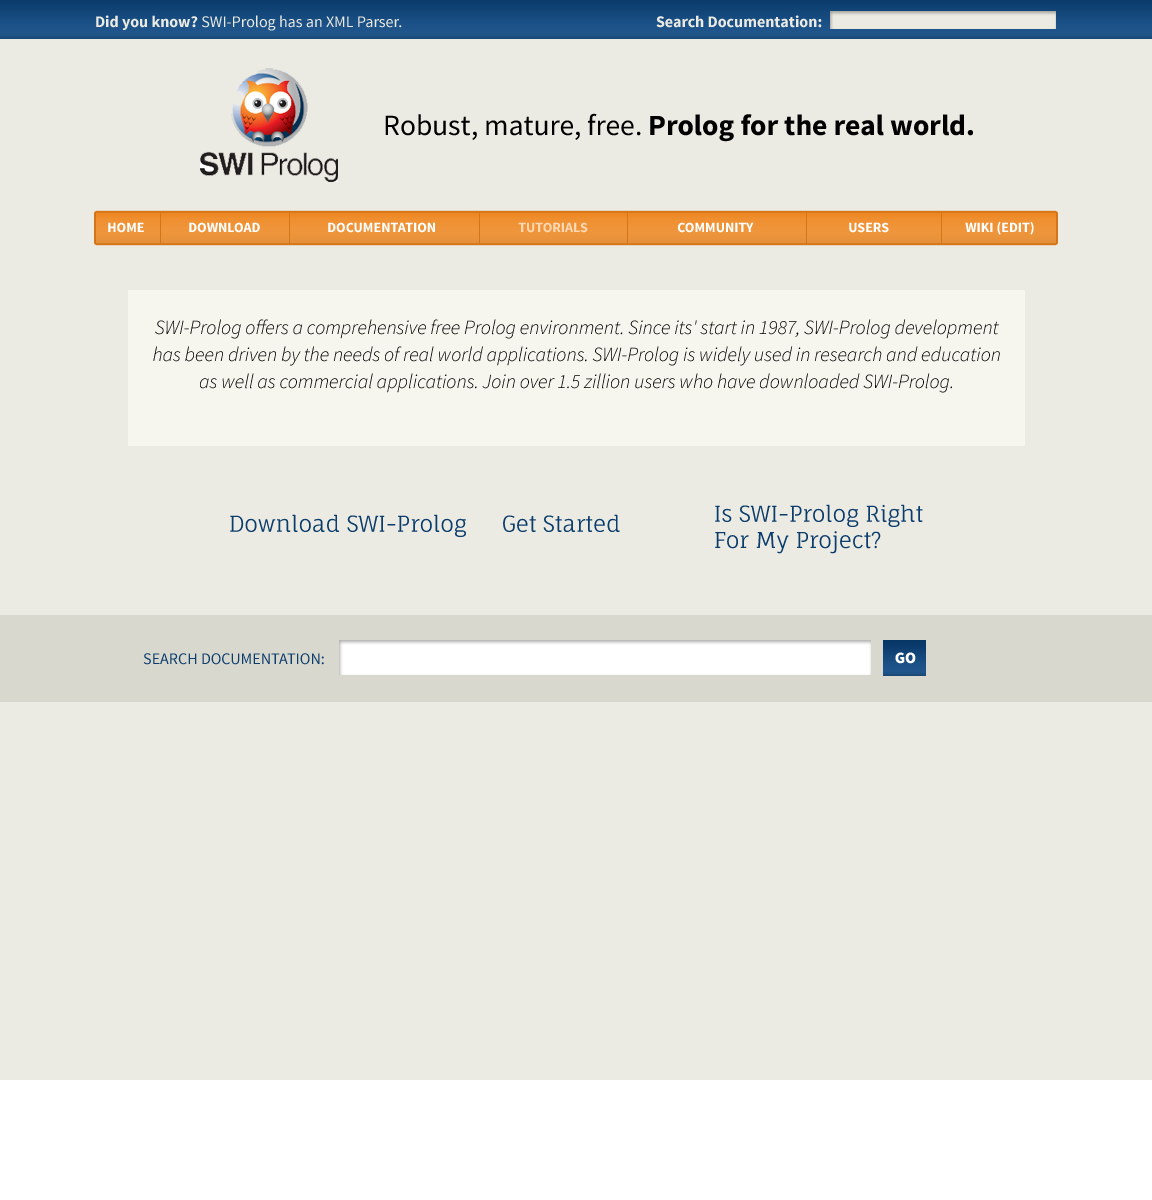 Did you know? SWI-Prolog has an XML Parser.
Search Documentation:
SWI Prolog
Robust, mature, free. Prolog for the real world.
HOME
DOWNLOAD
DOCUMENTATION
TUTORIALS
COMMUNITY
USERS
WIKI (EDIT)
SWI-Prolog offers a comprehensive free Prolog environment. Since its' start in 1987, SWI-Prolog development
has been driven by the needs of real world applications. SWI-Prolog is widely used in research and education
as well as commercial applications. Join over 1.5 zillion users who have downloaded SWI-Prolog.
Download SWI-Prolog
Get Started
Is SWI-Prolog Right
For My Project?
SEARCH DOCUMENTATION:
GO